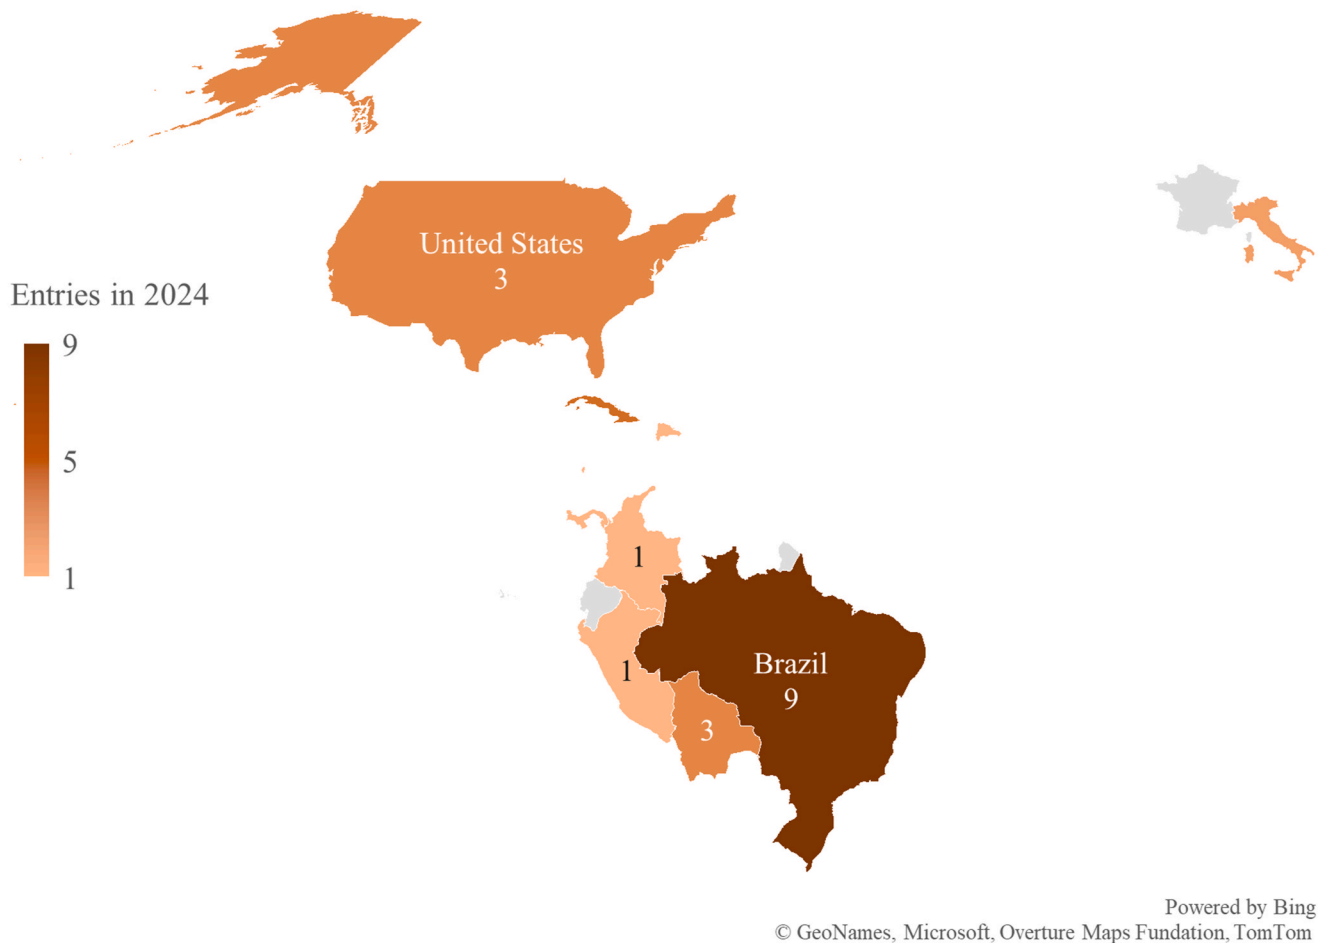 United States
3
Entries in 2024
9
5
1
1
1
Brazil
9
3
Powered by Bing
© GeoNames, Microsoft, Overture Maps Fundation, TomTom